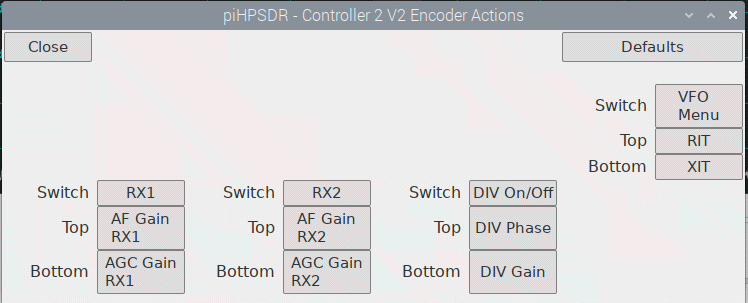 piHPSDR - Controller 2 V2 Encoder Actions
Close
Defaults
Switch
VFO
Menu
Top
RIT
Bottom
XIT
Switch
RX1
Switch
RX2
Switch
DIV On/Off
Top
AF Gain
RX1
Top
AF Gain
RX2
Top
DIV Phase
Bottom
AGC Gain
RX1
Bottom
AGC Gain
RX2
Bottom
DIV Gain